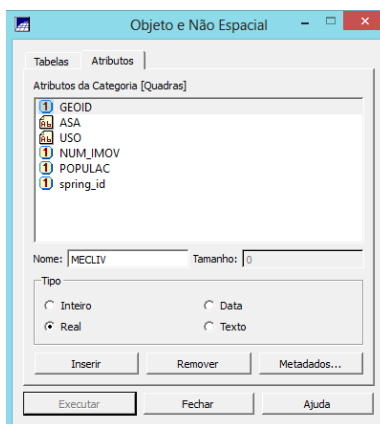 Objeto e Não Espacial
Tabelas Atributos
Atributos da Categoria [Quadras]
GEOID
ASA
USO
NUM_IMOV
POPULAC
spring_id
Nome: MECLIV Tamanho: 0
Tipo
Inteiro Data
Real Texto
Inserir Remover Metadados...
Executar Fechar Ajuda